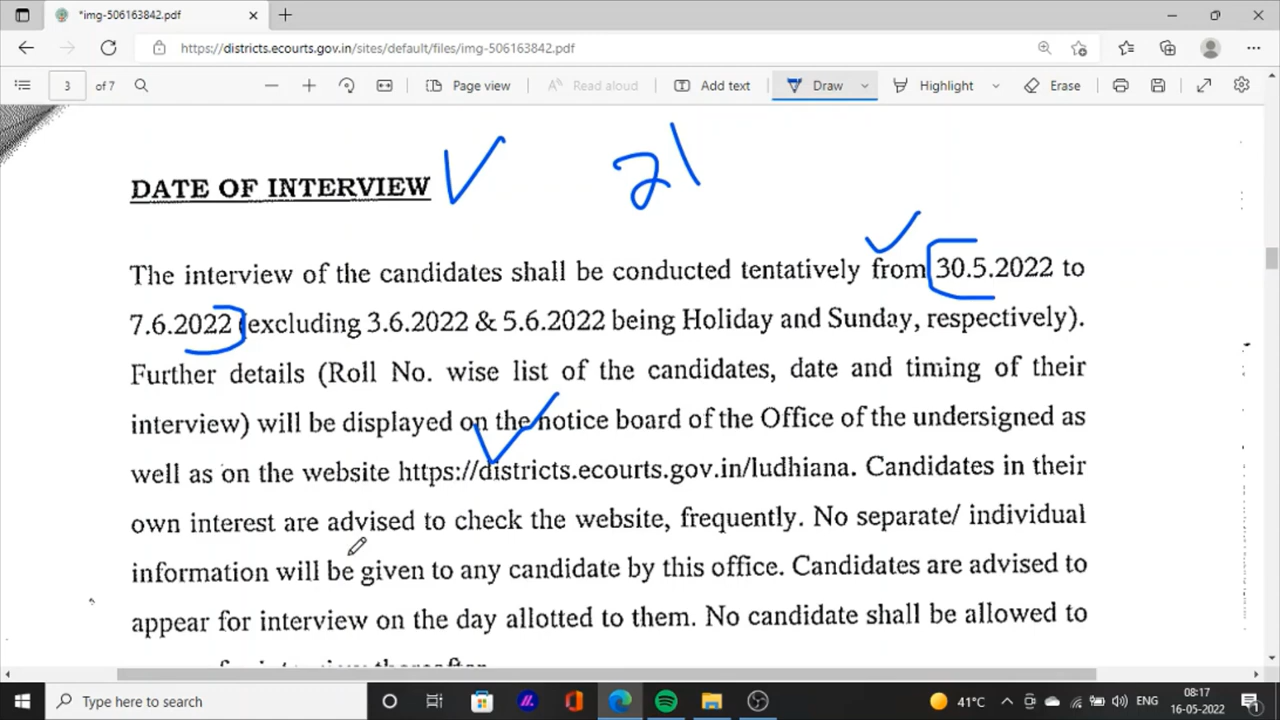 *img-506163842.pdf
https://districts.ecourts.gov.in/sites/default/files/img-506163842.pdf
3 of 7 Page view Read aloud Add text Draw Highlight Erase
DATE OF INTERVIEW
The interview of the candidates shall be conducted tentatively from 30.5.2022 to
7.6.2022 (excluding 3.6.2022 & 5.6.2022 being Holiday and Sunday, respectively).
Further details (Roll No. wise list of the candidates, date and timing of their
interview) will be displayed on the notice board of the Office of the undersigned as
well as on the website https://districts.ecourts.gov.in/ludhiana. Candidates in their
own interest are advised to check the website, frequently. No separate/ individual
information will be given to any candidate by this office. Candidates are advised to
appear for interview on the day allotted to them. No candidate shall be allowed to
Type here to search 41°C ENG 08:17
16-05-2022